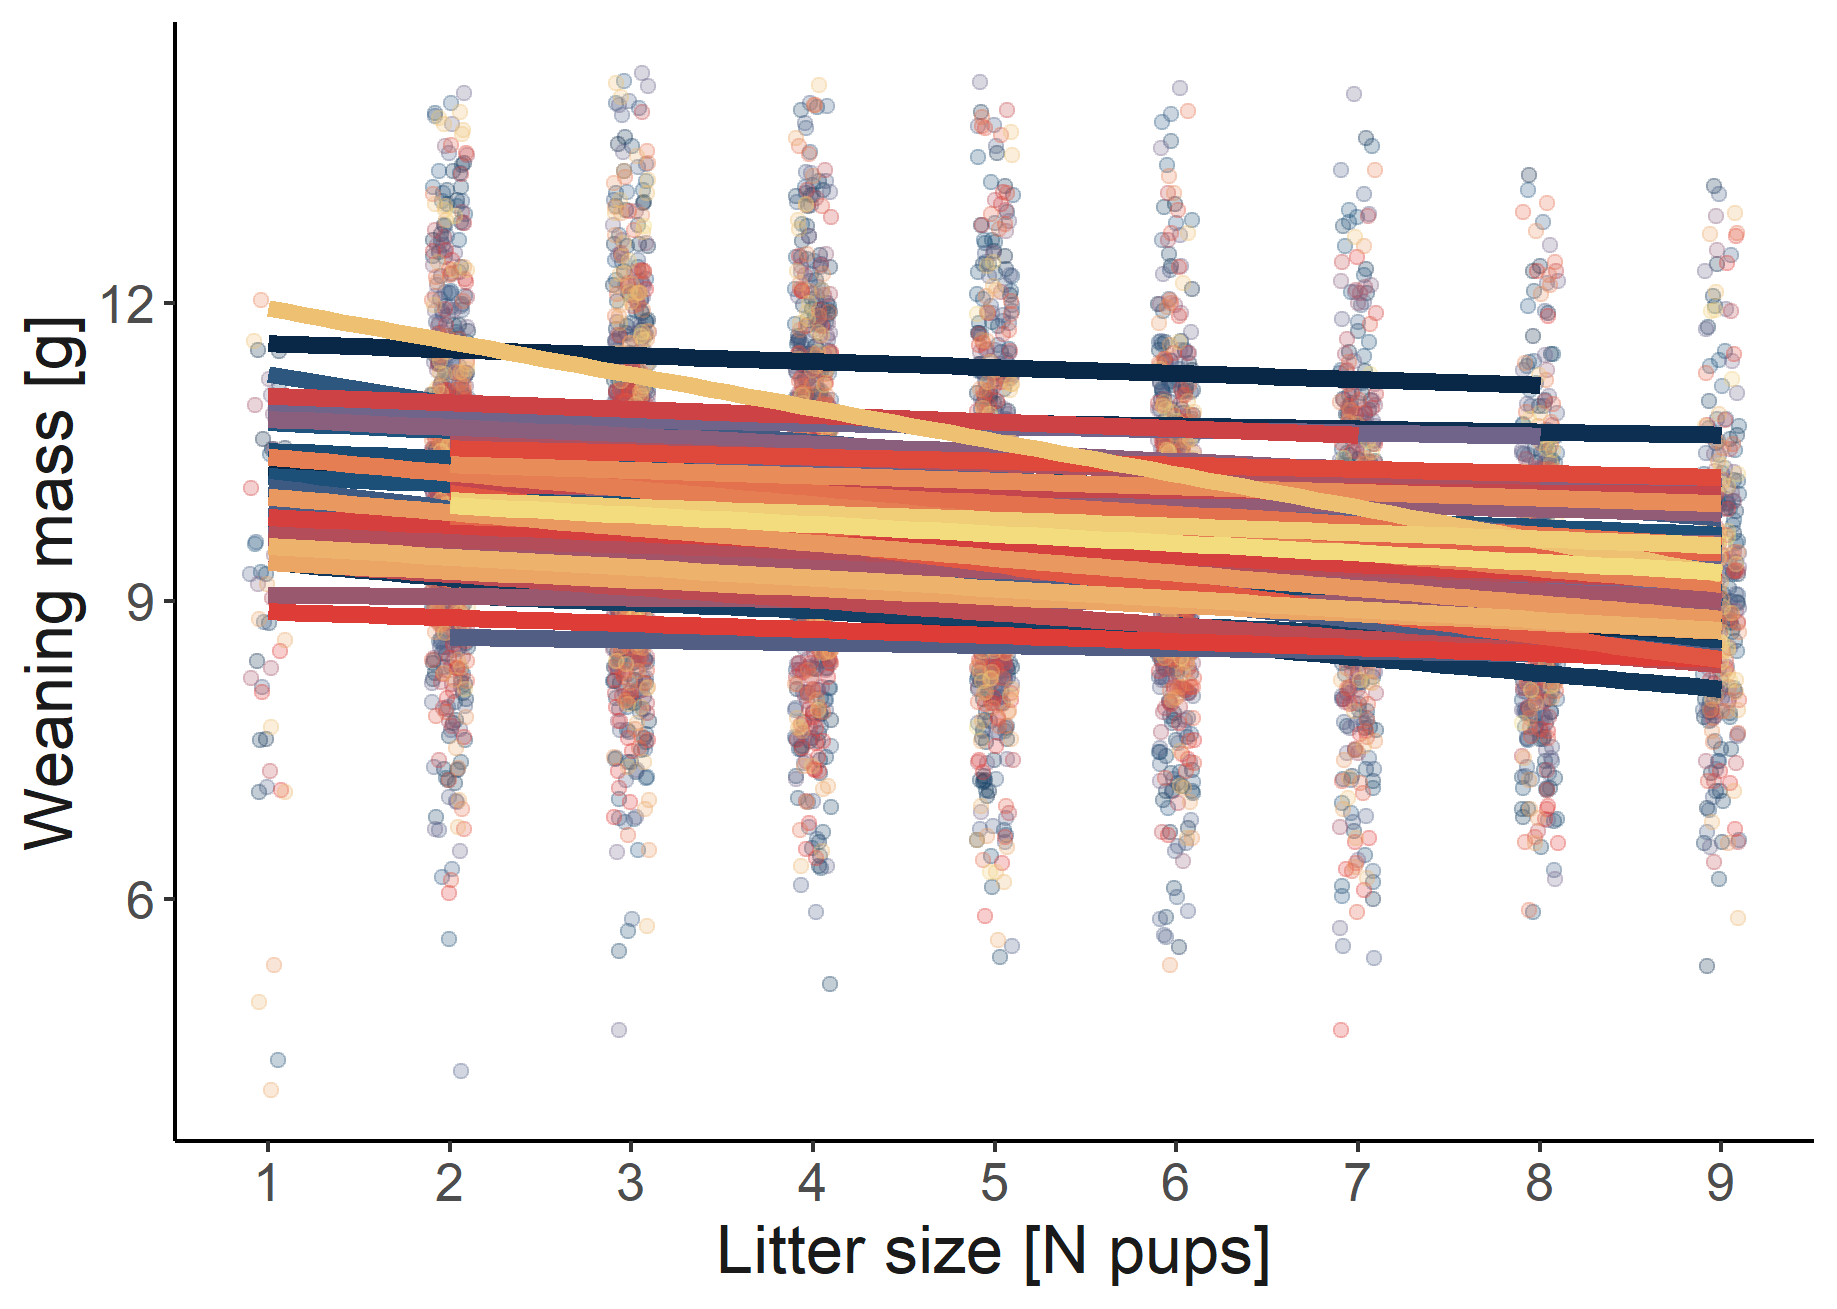 Weaning mass [g]
12
9
6
1 2 3 4 5 6 7 8 9
Litter size [N pups]